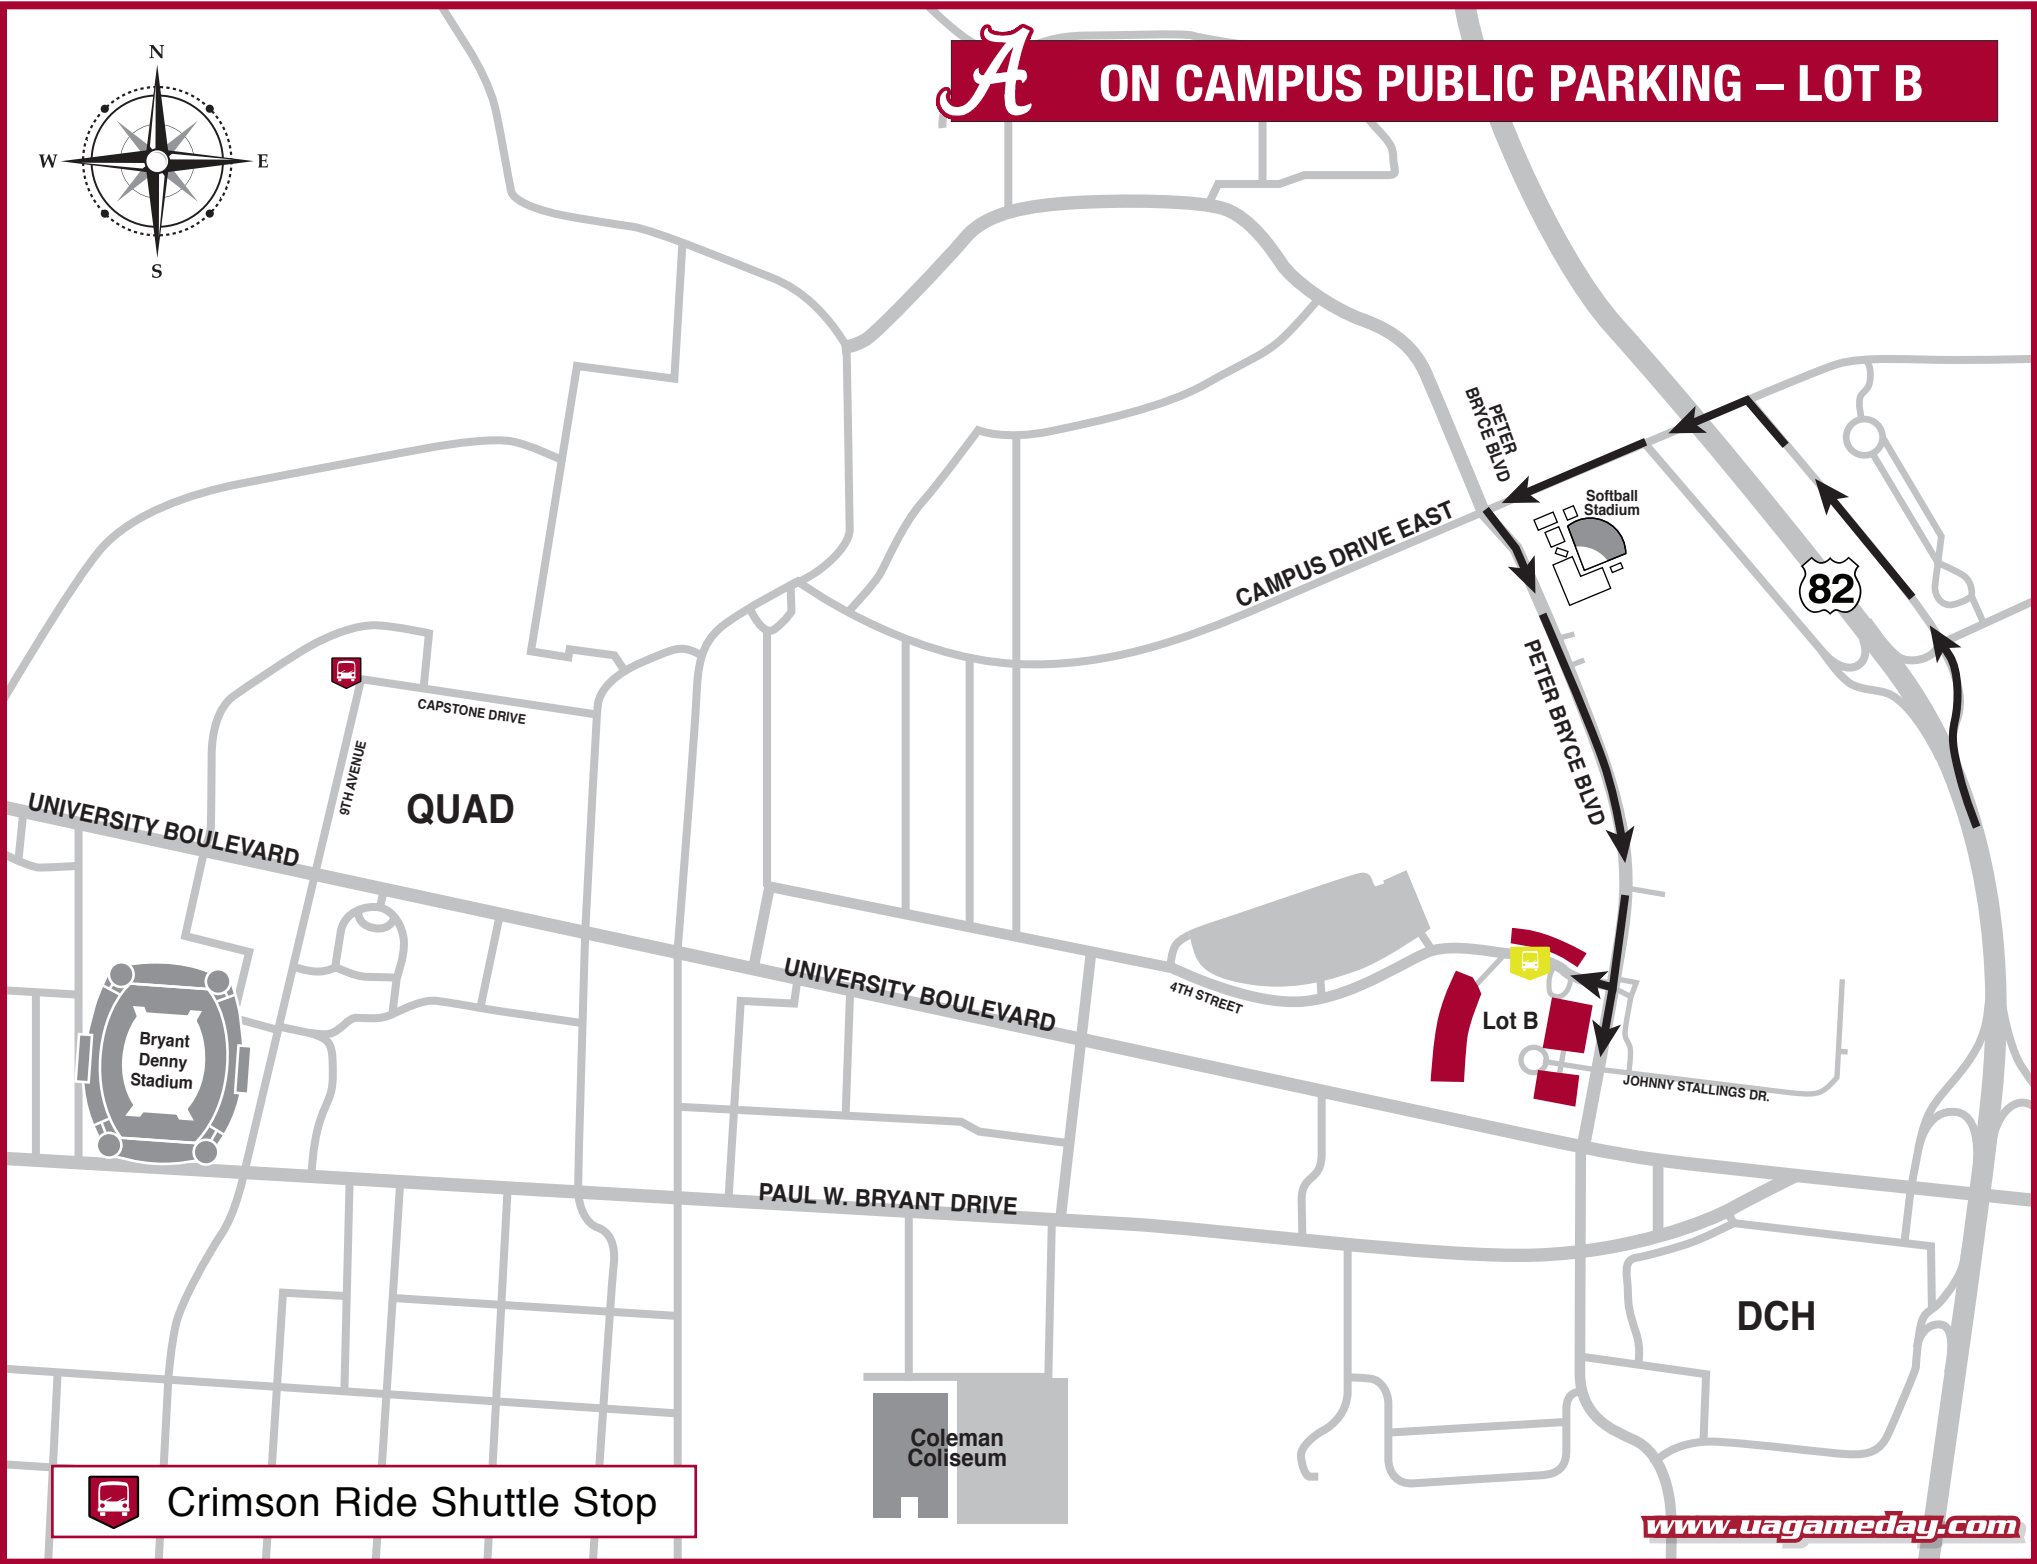 N
W
E
S
A
ON CAMPUS PUBLIC PARKING – LOT B
PETER
BRYCE BLVD
Softball
Stadium
CAMPUS DRIVE EAST
82
PETER BRYCE BLVD
CAPSTONE DRIVE
9TH AVENUE
QUAD
UNIVERSITY BOULEVARD
UNIVERSITY BOULEVARD
4TH STREET
Lot B
Bryant
Denny
Stadium
JOHNNY STALLINGS DR.
PAUL W. BRYANT DRIVE
DCH
Coleman
Coliseum
Crimson Ride Shuttle Stop
www.uagameday.com